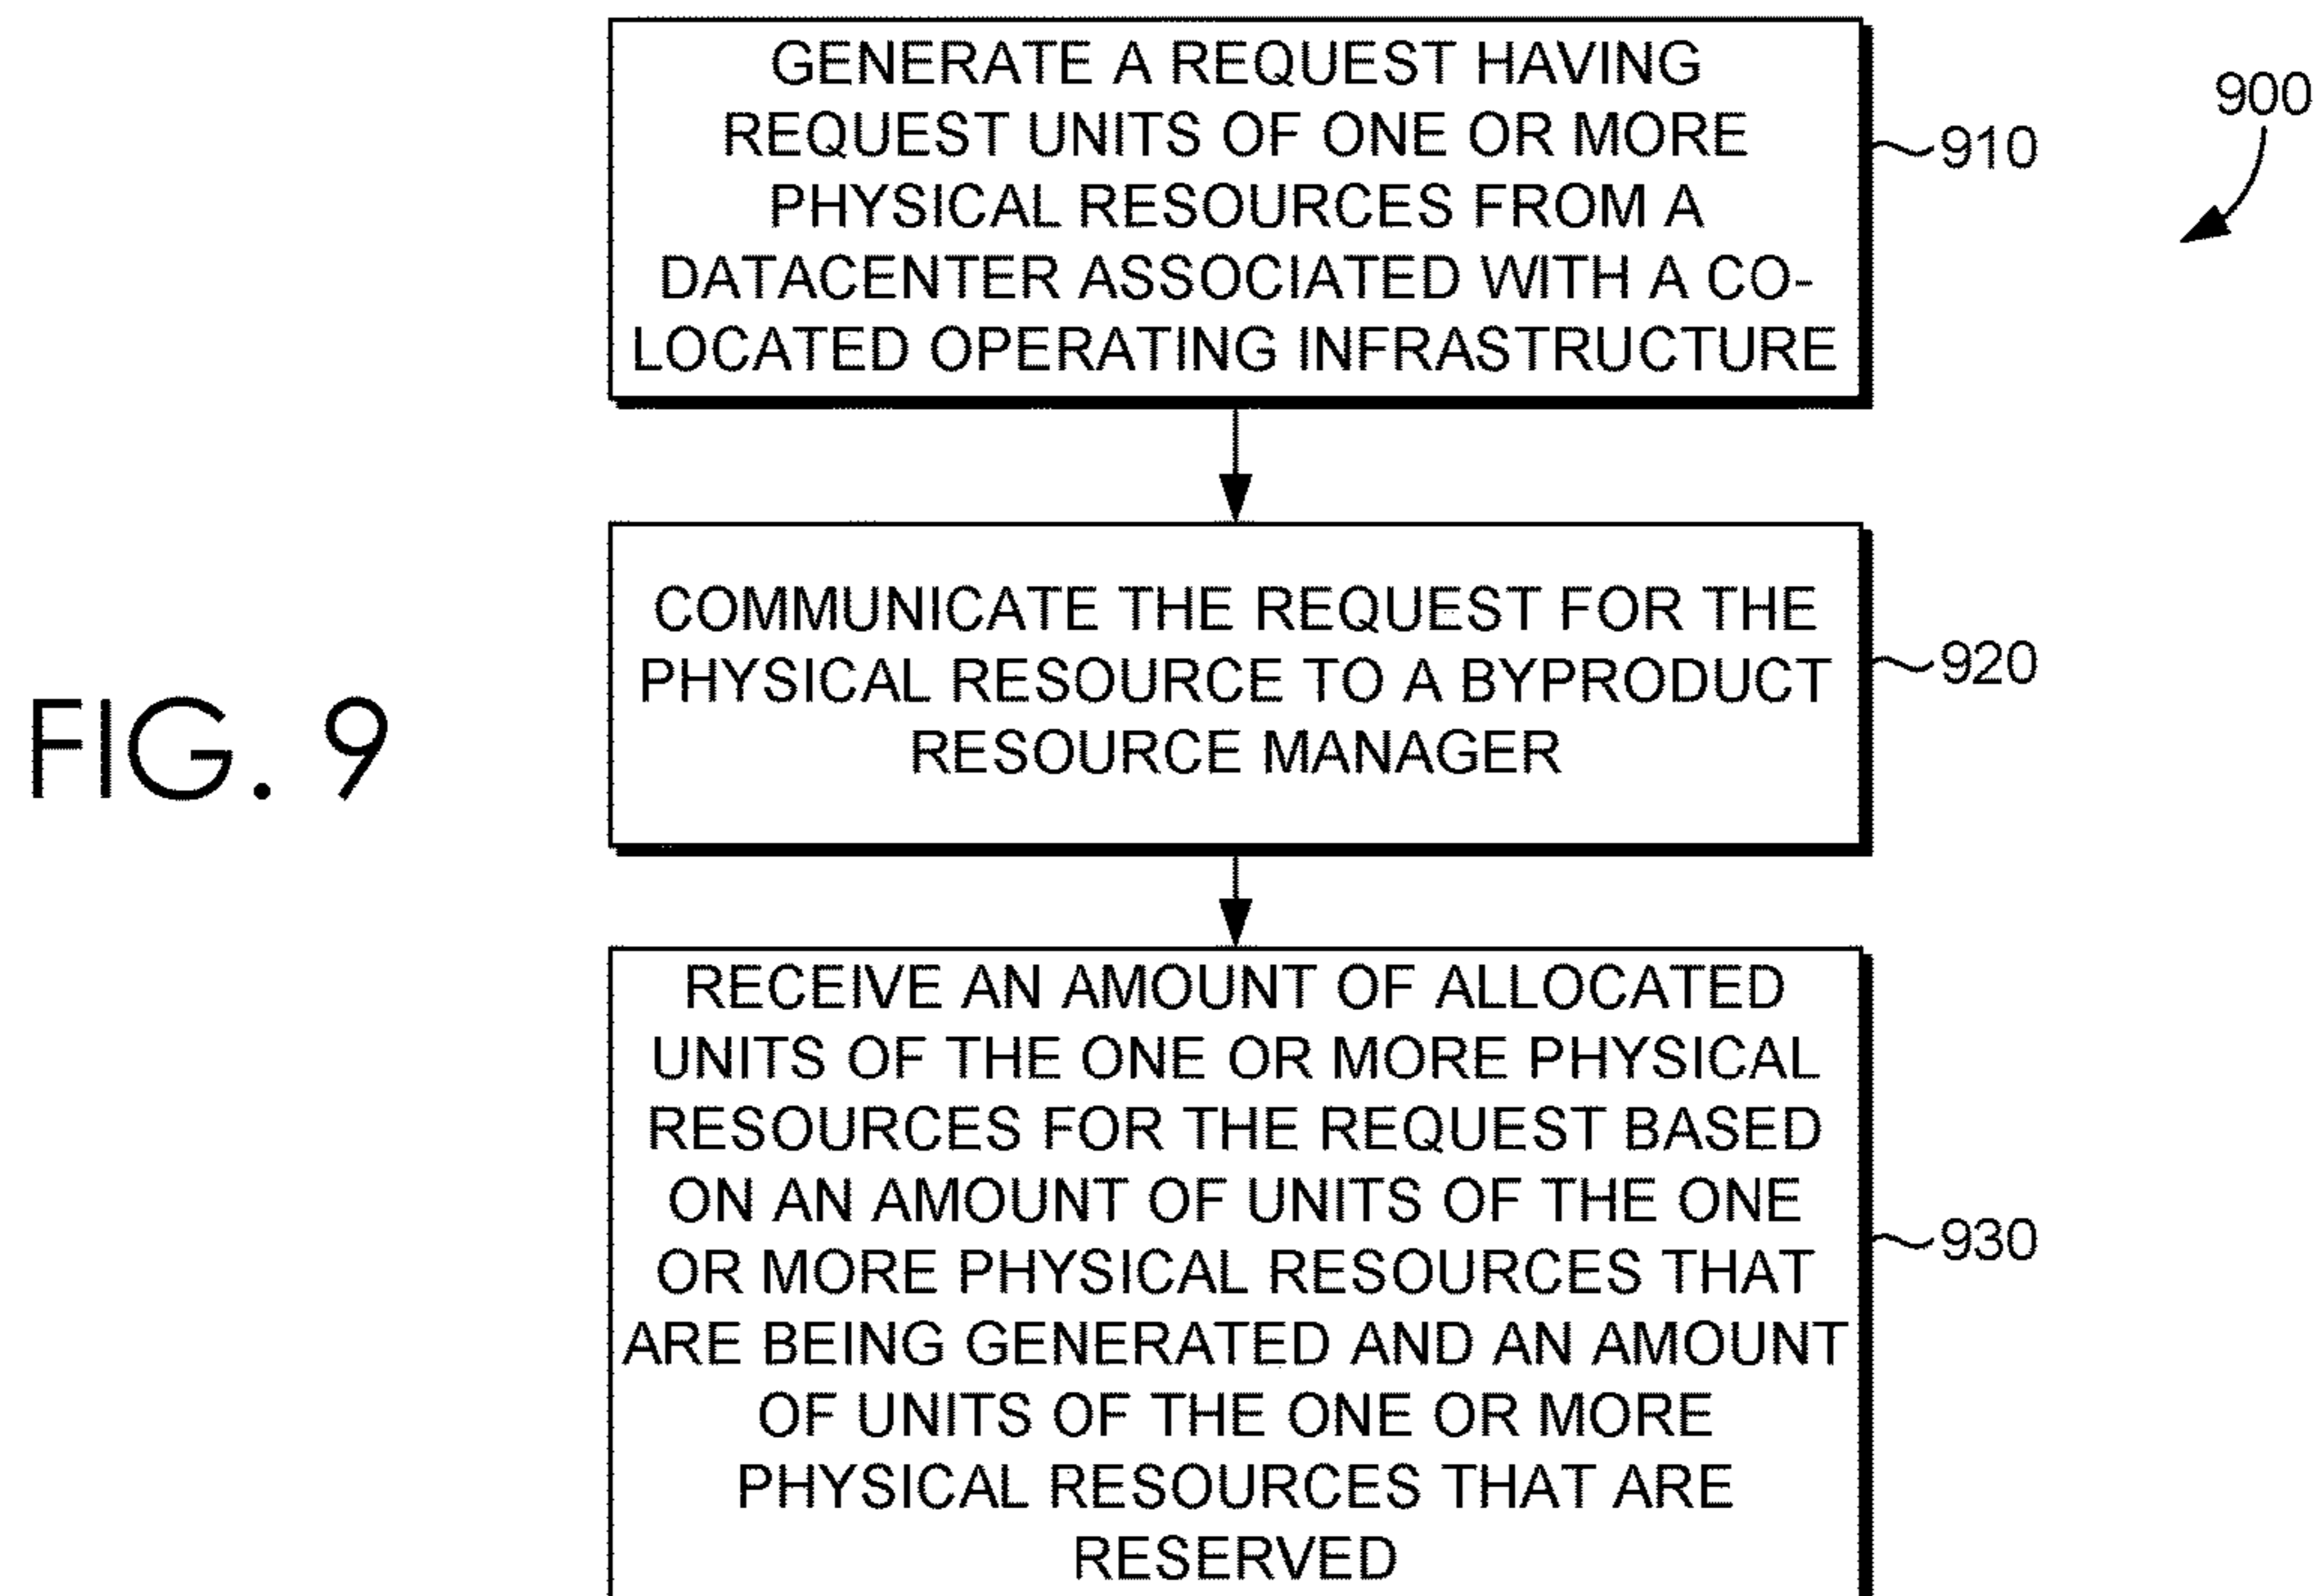 GENERATE A REQUEST HAVING
REQUEST UNITS OF ONE OR MORE
PHYSICAL RESOURCES FROM A
DATACENTER ASSOCIATED WITH A CO-
LOCATED OPERATING INFRASTRUCTURE
910
900
COMMUNICATE THE REQUEST FOR THE
PHYSICAL RESOURCE TO A BYPRODUCT
RESOURCE MANAGER
920
FIG. 9
RECEIVE AN AMOUNT OF ALLOCATED
UNITS OF THE ONE OR MORE PHYSICAL
RESOURCES FOR THE REQUEST BASED
ON AN AMOUNT OF UNITS OF THE ONE
OR MORE PHYSICAL RESOURCES THAT
ARE BEING GENERATED AND AN AMOUNT
OF UNITS OF THE ONE OR MORE
PHYSICAL RESOURCES THAT ARE
RESERVED
930